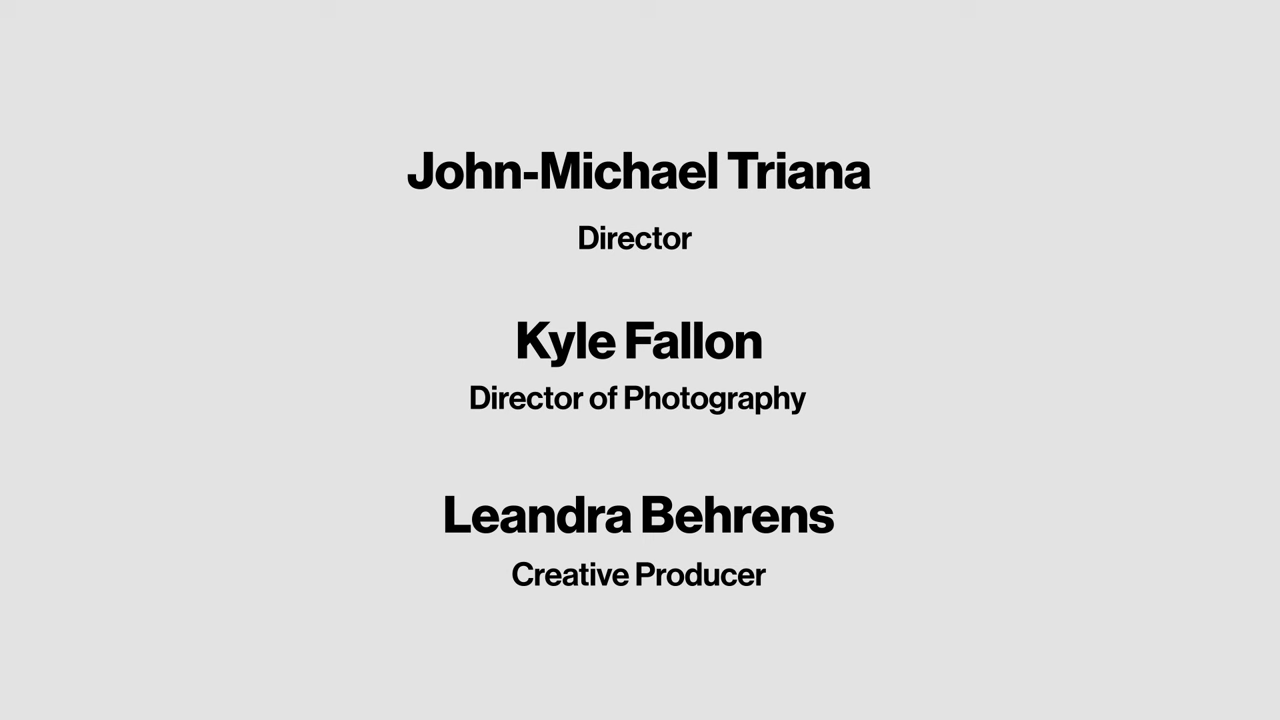 John-Michael Triana
Director
Kyle Fallon
Director of Photography
Leandra Behrens
Creative Producer